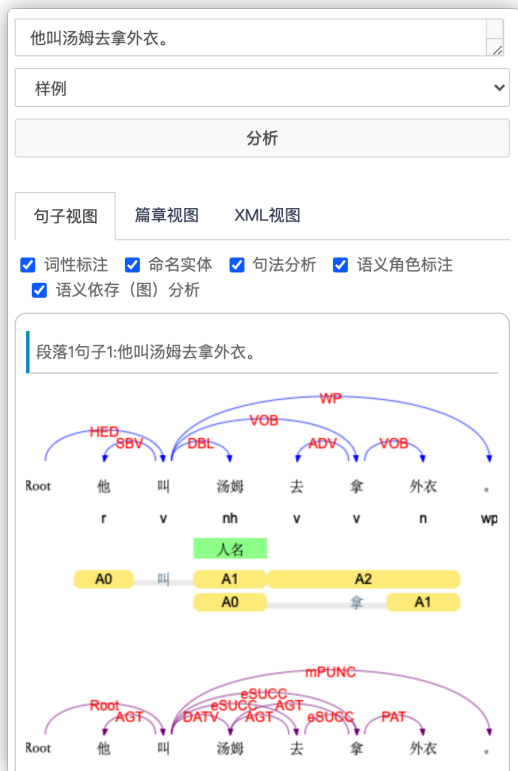 他叫汤姆去拿外衣。
样例
分析
句子视图 篇章视图 XML视图
词性标注 命名实体 句法分析 语义角色标注
语义依存（图）分析
段落1句子1:他叫汤姆去拿外衣。
WP
VOB
HED SBV DBL ADV VOB
Root 他 叫 汤姆 去 拿 外衣 。
r v nh v v n wp
人名
A0 叫 A1 A2
A0 拿 A1
mPUNC
eSUCC
Root eSUCC AGT
AGT DATV AGT eSUCC PAT
Root 他 叫 汤姆 去 拿 外衣 。